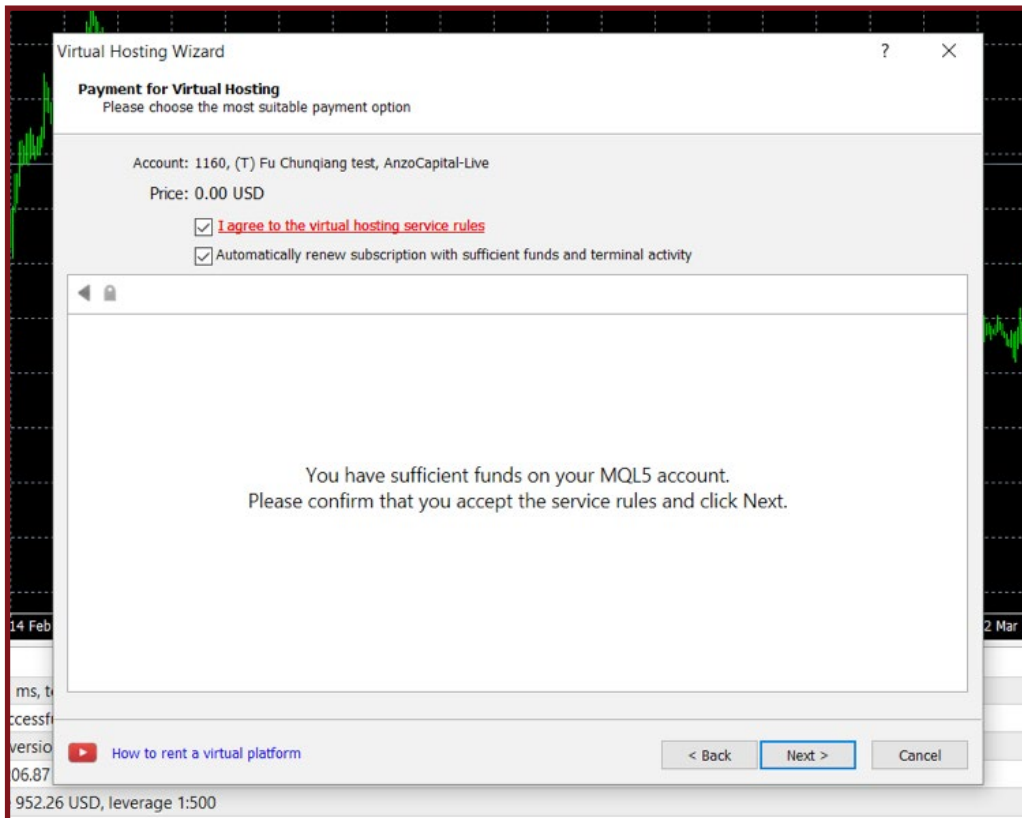 Virtual Hosting Wizard
?
Payment for Virtual Hosting
Please choose the most suitable payment option
Account: 1160, (T) Fu Chunqiang test, AnzoCapital-Live
Price: 0.00 USD
I agree to the virtual hosting service rules
Automatically renew subscription with sufficient funds and terminal activity
You have sufficient funds on your MQL5 account.
Please confirm that you accept the service rules and click Next.
14 Feb
2 Mar
ms,
How to rent a virtual platform
< Back
Next >
Cancel
06.87
952.26 USD, leverage 1:500